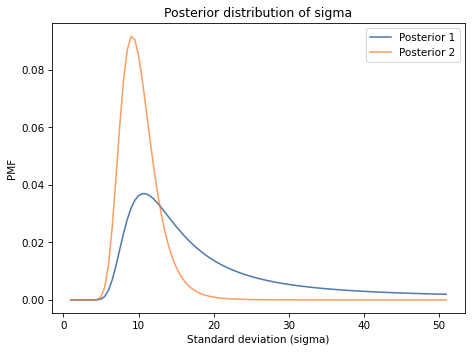 Posterior distribution of sigma
Posterior 1
Posterior 2
PMF
0.08
0.06
0.04
0.02
0.00
0
10
20
30
40
50
Standard deviation (sigma)